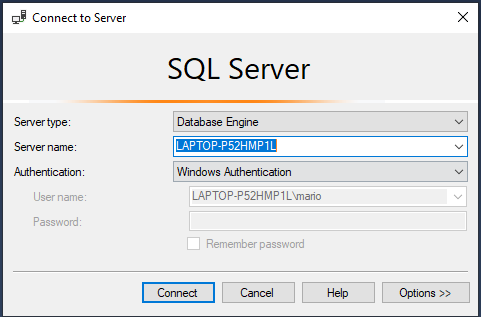 Connect to Server
SQL Server
Server type: Database Engine
Server name: LAPTOP-P52HMP1L
Authentication: Windows Authentication
User name: LAPTOP-P52HMP1L\mario
Password:
Remember password
Connect Cancel Help Options >>